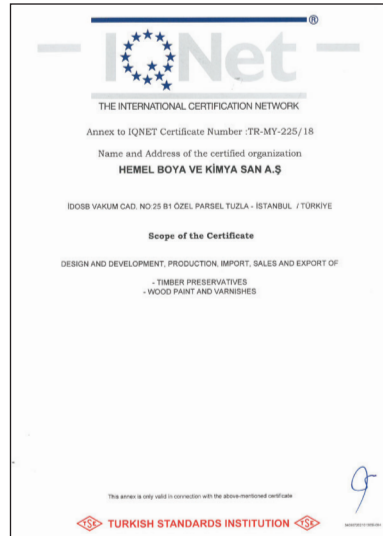 ®
IQNet
THE INTERNATIONAL CERTIFICATION NETWORK
Annex to IQNET Certificate Number :TR-MY-225/18
Name and Address of the certified organization
HEMEL BOYA VE KİMYA SAN A.Ş
İDOSB VAKUM CAD. NO:25 B1 ÖZEL PARSEL TUZLA - İSTANBUL / TÜRKİYE
Scope of the Certificate
DESIGN AND DEVELOPMENT, PRODUCTION, IMPORT, SALES AND EXPORT OF
- TIMBER PRESERVATIVES
- WOOD PAINT AND VARNISHES
This annex is only valid in connection with the above-mentioned certificate
TSE TURKISH STANDARDS INSTITUTION TSE